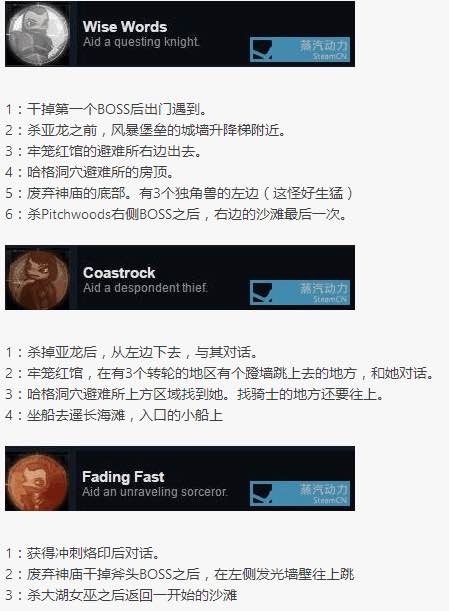 Wise Words
Aid a questing knight.
蒸汽动力
SteamCN
1：干掉第一个BOSS后出门遇到。
2：杀亚龙之前，风暴堡垒的城墙升降梯附近。
3：牢笼红馆的避难所右边出去。
4：哈格洞穴避难所的房顶。
5：废弃神庙的底部。有3个独角兽的左边（这怪好生猛）
6：杀Pitchwoods右侧BOSS之后，右边的沙滩最后一次。
Coastrock
Aid a despondent thief.
蒸汽动力
SteamCN
1：杀掉亚龙后，从左边下去，与其对话。
2：牢笼红馆，在有3个转轮的地区有个蹬墙跳上去的地方，和她对话。
3：哈格洞穴避难所上方区域找到她。找骑士的地方还要往上。
4：坐船去遥长海滩，入口的小船上
Fading Fast
Aid an unraveling sorceror.
蒸汽动力
SteamCN
1：获得冲刺烙印后对话。
2：废弃神庙干掉斧头BOSS之后，在左侧发光墙壁往上跳
3：杀大湖女巫之后返回一开始的沙滩